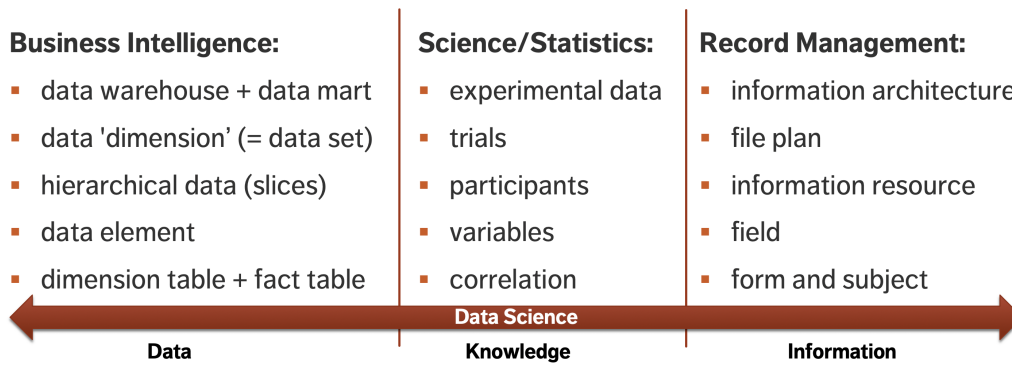 Business Intelligence:
▪ data warehouse + data mart
▪ data 'dimension’ (= data set)
▪ hierarchical data (slices)
▪ data element
▪ dimension table + fact table
Science/Statistics:
▪ experimental data
▪ trials
▪ participants
▪ variables
▪ correlation
Record Management:
▪ information architecture
▪ file plan
▪ information resource
▪ field
▪ form and subject
Data Science
Data
Knowledge
Information